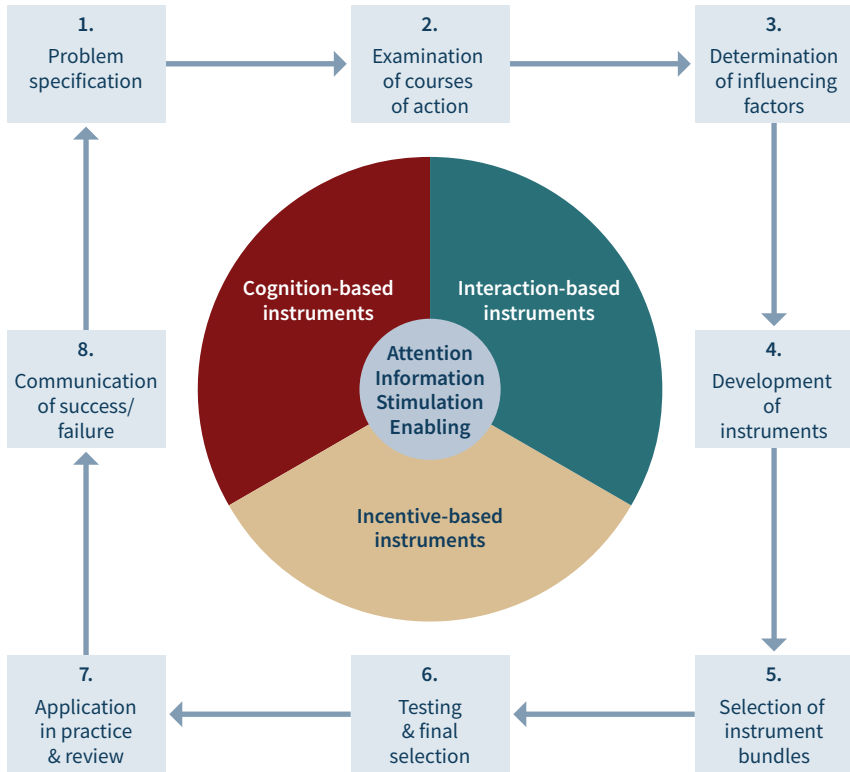 1.
Problem
specification
2.
Examination
of courses
of action
3.
Determination
of influencing
factors
Cognition-based
instruments
Interaction-based
instruments
Attention
Information
Stimulation
Enabling
Incentive-based
instruments
8.
Communication
of success/
failure
4.
Development
of
instruments
7.
Application
in practice
& review
6.
Testing
& final
selection
5.
Selection of
instrument
bundles